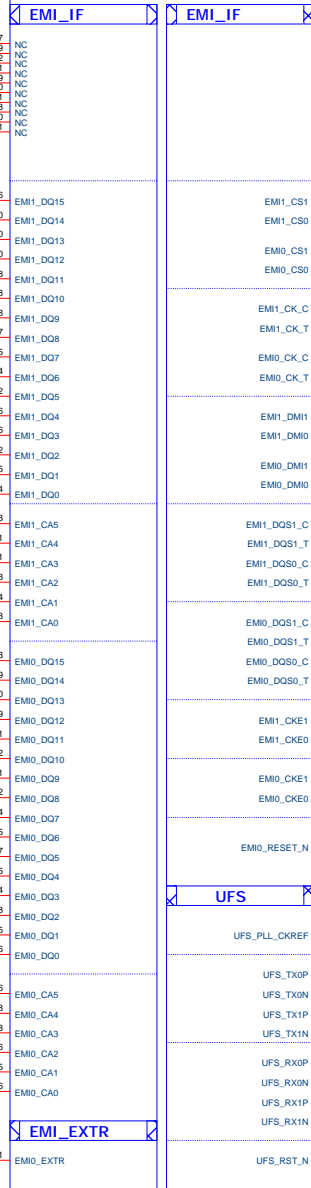 EMI_IF
NC
NC
NC
NC
NC
NC
NC
NC
NC
NC
EMI1_DQ15
EMI1_DQ14
EMI1_DQ13
EMI1_DQ12
EMI1_DQ11
EMI1_DQ10
EMI1_DQ9
EMI1_DQ8
EMI1_DQ7
EMI1_DQ6
EMI1_DQ5
EMI1_DQ4
EMI1_DQ3
EMI1_DQ2
EMI1_DQ1
EMI1_DQ0
EMI1_CA5
EMI1_CA4
EMI1_CA3
EMI1_CA2
EMI1_CA1
EMI1_CA0
EMI0_DQ15
EMI0_DQ14
EMI0_DQ13
EMI0_DQ12
EMI0_DQ11
EMI0_DQ10
EMI0_DQ9
EMI0_DQ8
EMI0_DQ7
EMI0_DQ6
EMI0_DQ5
EMI0_DQ4
EMI0_DQ3
EMI0_DQ2
EMI0_DQ1
EMI0_DQ0
EMI0_CA5
EMI0_CA4
EMI0_CA3
EMI0_CA2
EMI0_CA1
EMI0_CA0
EMI_EXTR
EMI0_EXTR
EMI_IF
EMI1_CS1
EMI1_CS0
EMI0_CS1
EMI0_CS0
EMI1_CK_C
EMI1_CK_T
EMI0_CK_C
EMI0_CK_T
EMI1_DMI1
EMI1_DMI0
EMI0_DMI1
EMI0_DMI0
EMI1_DQS1_C
EMI1_DQS1_T
EMI1_DQS0_C
EMI1_DQS0_T
EMI0_DQS1_C
EMI0_DQS1_T
EMI0_DQS0_C
EMI0_DQS0_T
EMI1_CKE1
EMI1_CKE0
EMI0_CKE1
EMI0_CKE0
EMI0_RESET_N
UFS
UFS_PLL_CKREF
UFS_TX0P
UFS_TX0N
UFS_TX1P
UFS_TX1N
UFS_RX0P
UFS_RX0N
UFS_RX1P
UFS_RX1N
UFS_RST_N